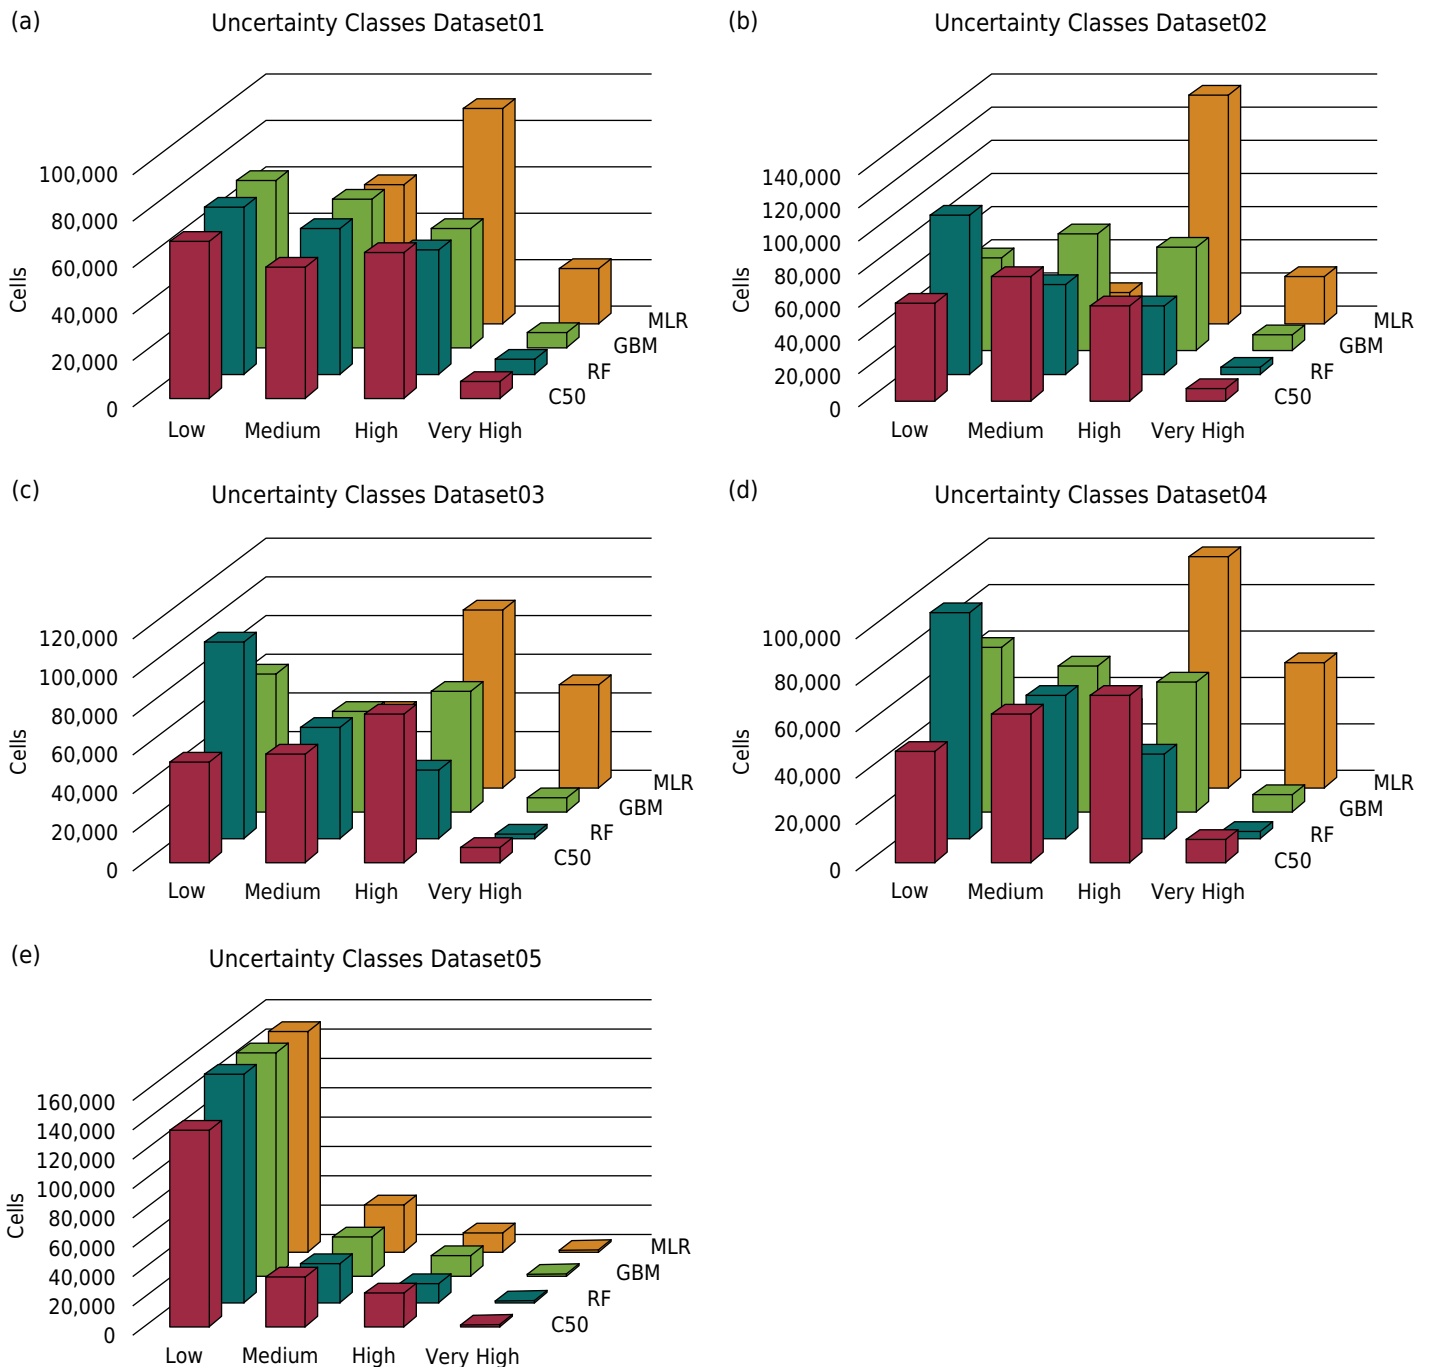 (a)
Uncertainty Classes Dataset01
100,000
80,000
60,000
40,000
20,000
0
Cells
Low Medium High Very High
MLR
GBM
RF
C50
(b)
Uncertainty Classes Dataset02
140,000
120,000
100,000
80,000
60,000
40,000
20,000
0
Cells
Low Medium High Very High
MLR
GBM
RF
C50
(c)
Uncertainty Classes Dataset03
120,000
100,000
80,000
60,000
40,000
20,000
0
Cells
Low Medium High Very High
MLR
GBM
RF
C50
(d)
Uncertainty Classes Dataset04
100,000
80,000
60,000
40,000
20,000
0
Cells
Low Medium High Very High
MLR
GBM
RF
C50
(e)
Uncertainty Classes Dataset05
160,000
140,000
120,000
100,000
80,000
60,000
40,000
20,000
0
Cells
Low Medium High Very High
MLR
GBM
RF
C50